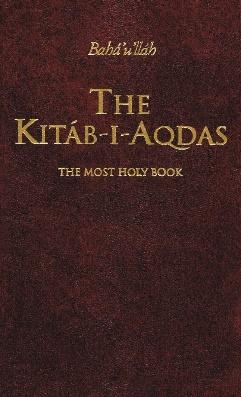 Bahá'u'lláh
THE
KITÁB-I-AQDAS
THE MOST HOLY BOOK